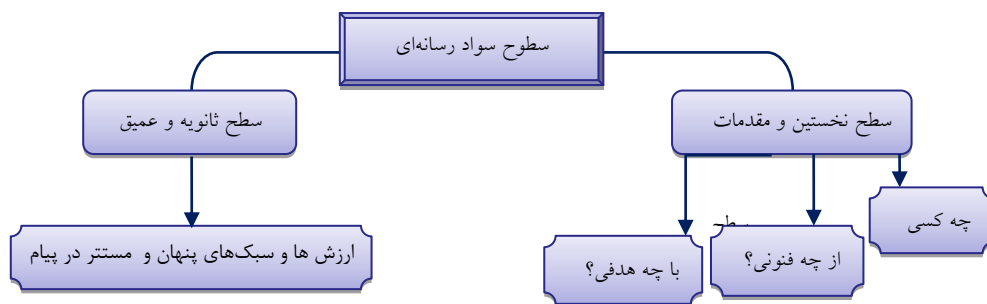 سطوح سواد رسانه‌ای
سطح نخستین و مقدمات
سطح ثانویه و عمیق
چه کسی
سطح
از چه فنونی؟
با چه هدفی؟
ارزش ها و سبک‌های پنهان و مستتر در پیام